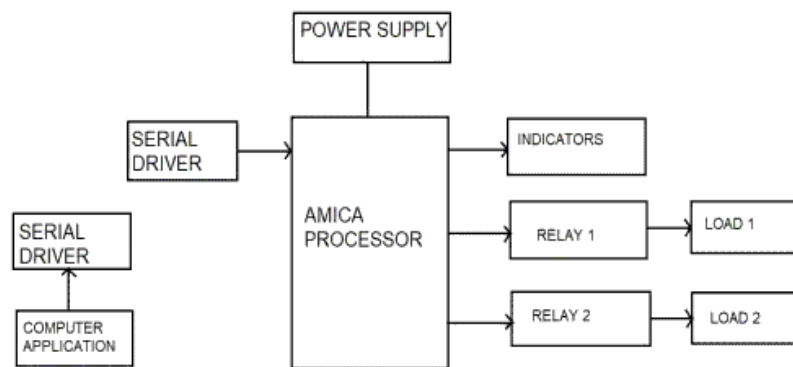 POWER SUPPLY
SERIAL
DRIVER
INDICATORS
AMICA
PROCESSOR
RELAY 1
LOAD 1
SERIAL
DRIVER
RELAY 2
LOAD 2
COMPUTER
APPLICATION